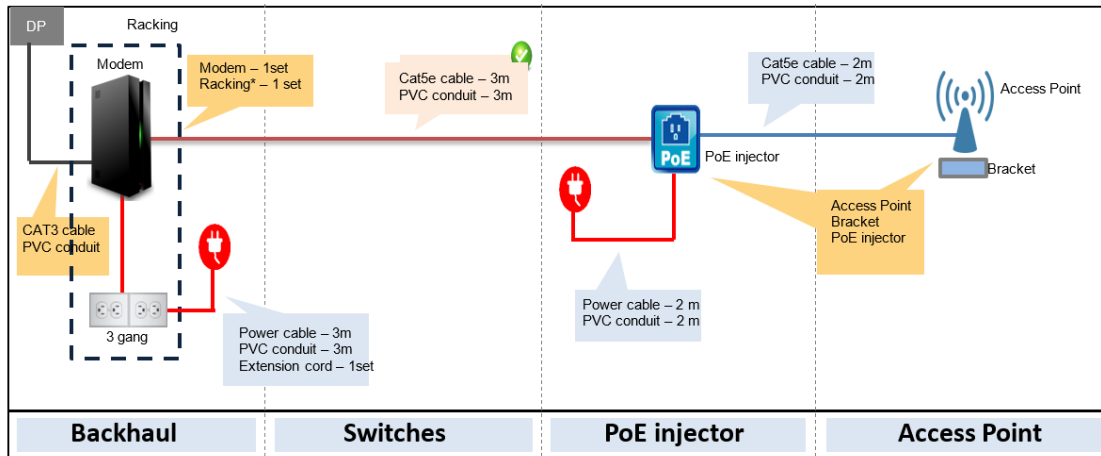 DP
Racking
Modem
Modem – 1set
Racking* – 1 set
Cat5e cable – 3m
PVC conduit – 3m
Cat5e cable – 2m
PVC conduit – 2m
Access Point
PoE
PoE injector
Bracket
CAT3 cable
PVC conduit
Access Point
Bracket
PoE injector
3 gang
Power cable – 3m
PVC conduit – 3m
Extension cord – 1set
Power cable – 2 m
PVC conduit – 2 m
Backhaul
Switches
PoE injector
Access Point